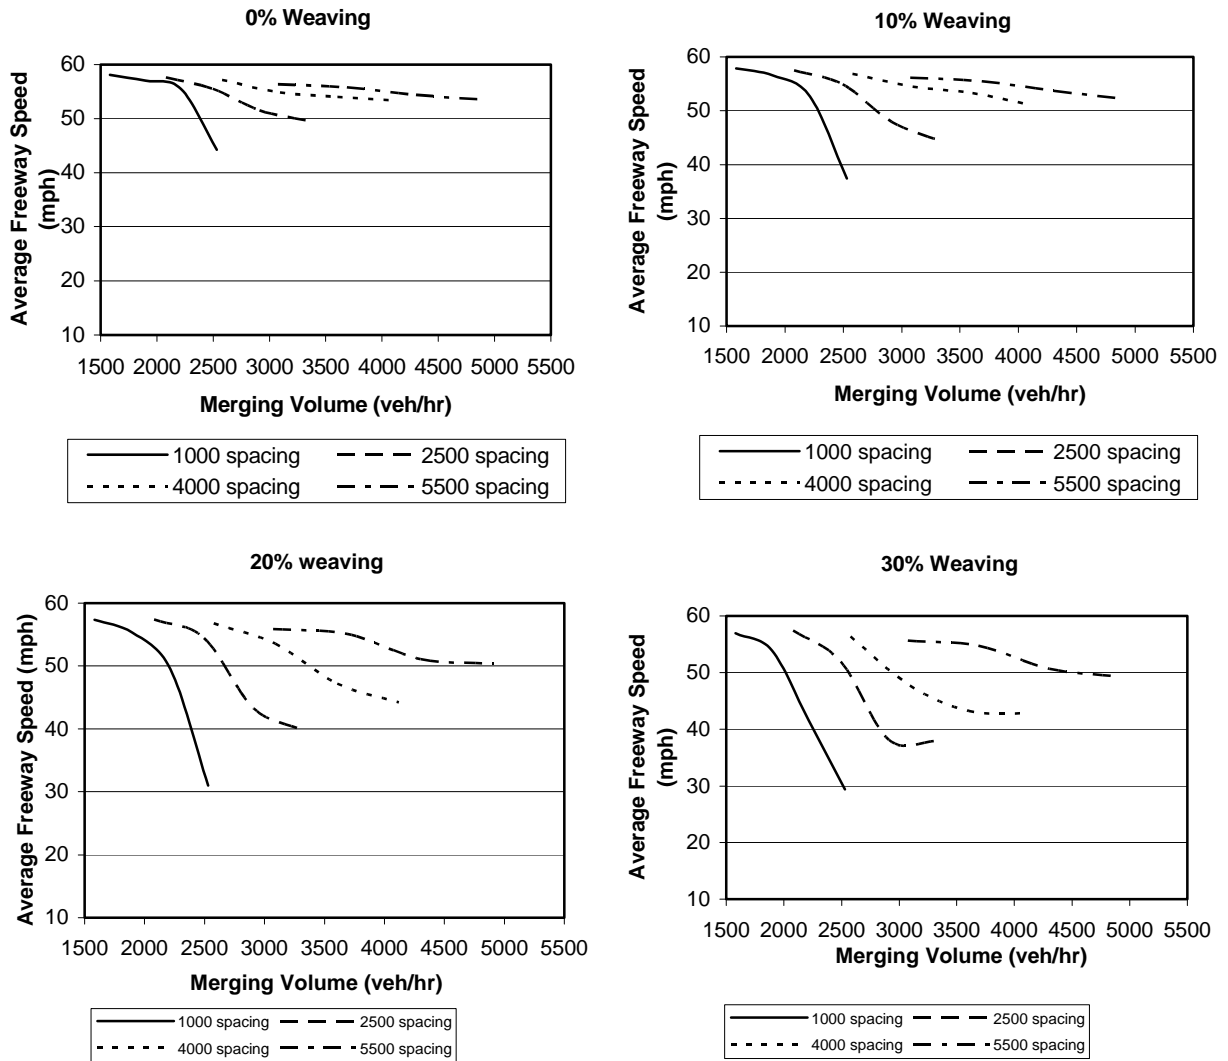 0% Weaving
Average Freeway Speed
(mph)
60
50
40
30
20
10
1500 2000 2500 3000 3500 4000 4500 5000 5500
Merging Volume (veh/hr)
1000 spacing 2500 spacing
4000 spacing 5500 spacing
10% Weaving
Average Freeway Speed
(mph)
60
50
40
30
20
10
1500 2000 2500 3000 3500 4000 4500 5000 5500
Merging Volume (veh/hr)
1000 spacing 2500 spacing
4000 spacing 5500 spacing
20% weaving
Average Freeway Speed (mph)
60
50
40
30
20
10
1500 2000 2500 3000 3500 4000 4500 5000 5500
Merging Volume (veh/hr)
1000 spacing 2500 spacing
4000 spacing 5500 spacing
30% Weaving
Average Freeway Speed
(mph)
60
50
40
30
20
10
1500 2000 2500 3000 3500 4000 4500 5000 5500
Merging Volume (veh/hr)
1000 spacing 2500 spacing
4000 spacing 5500 spacing